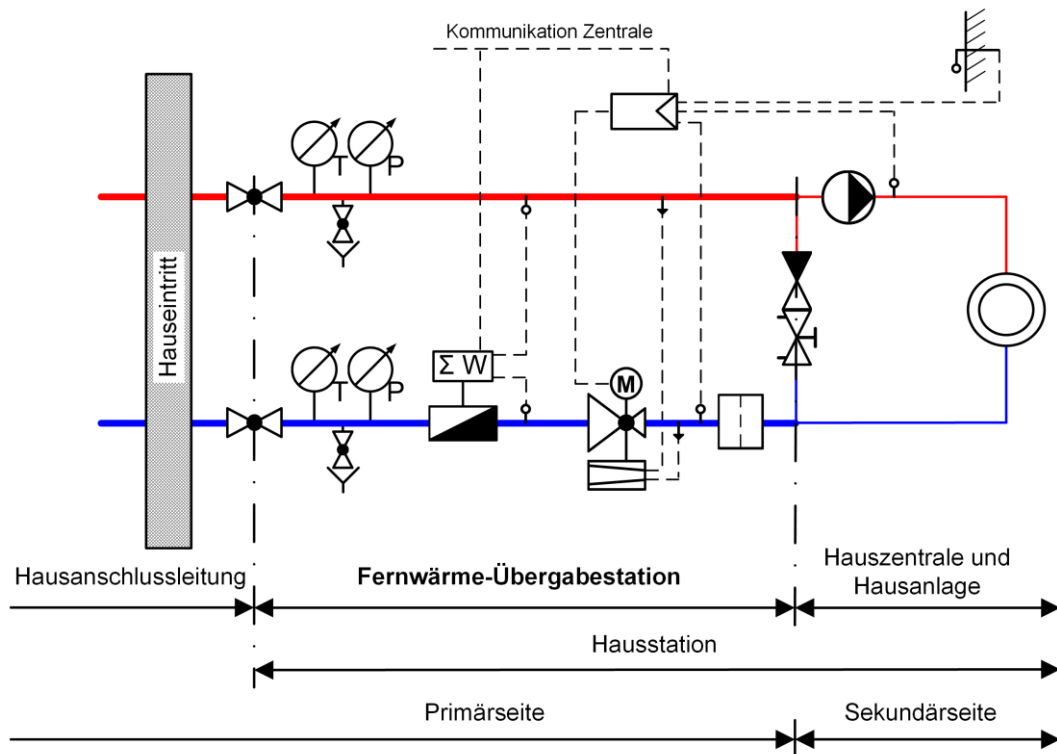 Kommunikation Zentrale
T
P
Hauseintritt
T
P
Σ W
M
Hausanschlussleitung
Fernwärme-Übergabestation
Hauszentrale und
Hausanlage
Hausstation
Primärseite
Sekundärseite